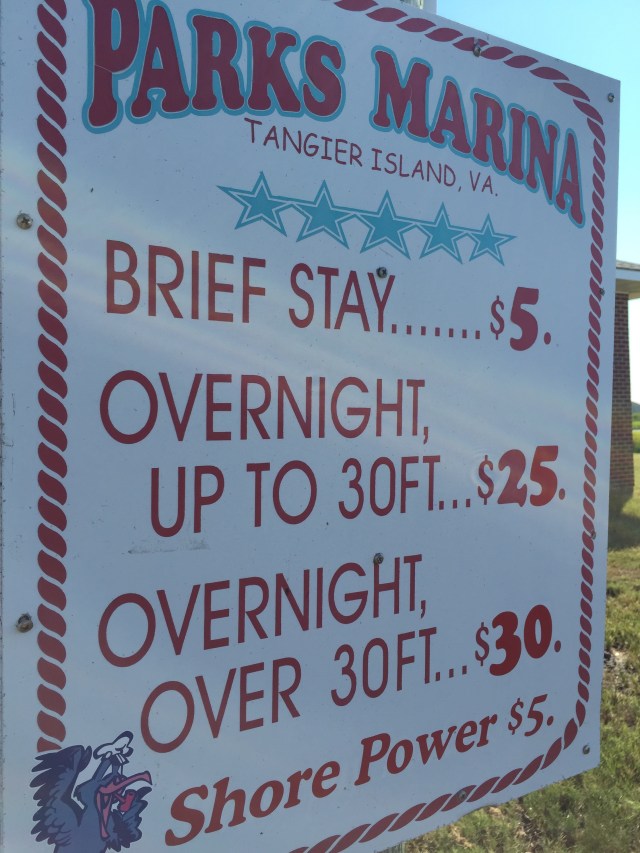 PARKS MARINA
TANGIER ISLAND, VA.
BRIEF STAY.......$5.
OVERNIGHT,
UP TO 30FT...$25.
OVERNIGHT,
OVER 30FT...$30.
Shore Power $5.